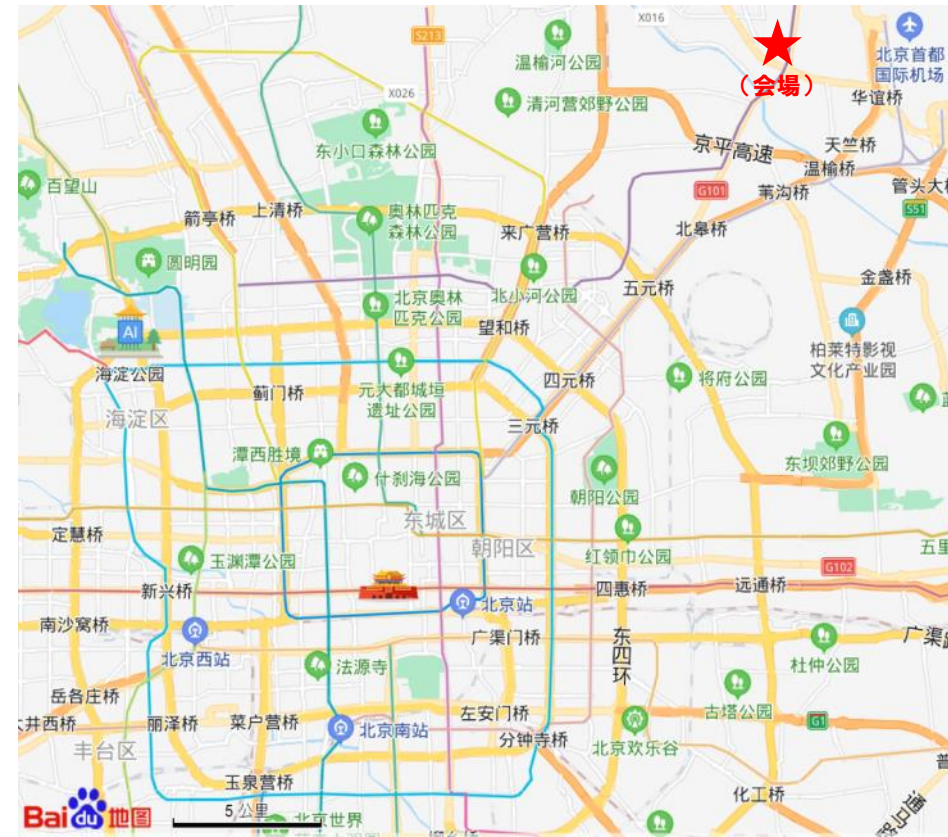 X016
S213
温榆河公园
北京首都
国际机场
(会場)
X026
清河营郊野公园
华谊桥
东小口森林公园
京平高速
天竺桥
温榆桥
百望山
G101
苇沟桥
S51
箭亭桥
上清桥
奥林匹克
森林公园
来广营桥
北皋桥
圆明园
金盏桥
北京奥林
匹克公园
北小河公园
五元桥
望和桥
AI
柏莱特影视
文化产业园
海淀公园
蓟门桥
元大都城垣
遗址公园
四元桥
将府公园
海淀区
三元桥
潭西胜境
什刹海公园
朝阳公园
东坝郊野公园
东城区
定慧桥
朝阳区
玉渊潭公园
红领巾公园
五里
G102
新兴桥
北京站
四惠桥
远通桥
南沙窝桥
北京西站
广渠门桥
东四环
广渠
法源寺
杜仲公园
岳各庄桥
古塔公园
井西桥
丽泽桥
菜户营桥
北京南站
左安门桥
G1
丰台区
分钟寺桥
北京欢乐谷
玉泉营桥
化工桥
通马路
Bai du 地图
5 公里
北京世界